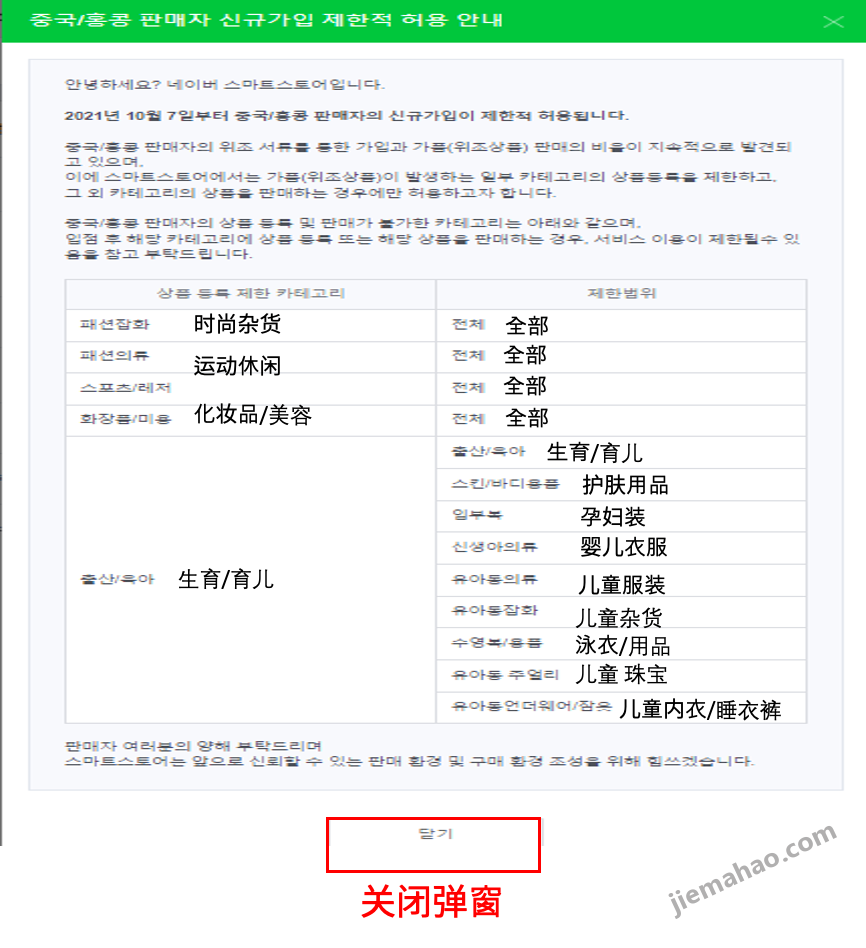 중국/홍콩 판매자 신규가입 제한적 허용 안내
안녕하세요? 네이버 스마트스토어입니다.
2021년 10월 7일부터 중국/홍콩 판매자의 신규가입이 제한적 허용됩니다.
중국/홍콩 판매자의 위조 서류를 통한 가입과 가품(위조상품) 판매의 비율이 지속적으로 발견되
고 있으며,
이에 스마트스토어에서는 가품(위조상품)이 발생하는 일부 카테고리의 상품등록을 제한하고,
그 외 카테고리의 상품을 판매하는 경우에만 허용하고자 합니다.
중국/홍콩 판매자의 상품 등록 및 판매가 불가한 카테고리는 아래와 같으며,
입점 후 해당 카테고리에 상품 등록 또는 해당 상품을 판매하는 경우, 서비스 이용이 제한될수 있
음을 참고 부탁드립니다.
상품 등록 제한 카테고리 제한범위
패션잡화 时尚杂货 전체 全部
패션의류 运动休闲 전체 全部
스포츠/레저 전체 全部
화장품/미용 化妆品/美容 전체 全部
출산/육아 生育/育儿
스킨/바디용품 护肤用品
임부복 孕妇装
신생아의류 婴儿衣服
출산/육아 生育/育儿 유아동의류 儿童服装
유아동잡화 儿童杂货
수영복/용품 泳衣/用品
유아동 주얼리 儿童 珠宝
유아동언더웨어/잠옷 儿童内衣/睡衣裤
판매자 여러분의 양해 부탁드리며
스마트스토어는 앞으로 신뢰할 수 있는 판매 환경 및 구매 환경 조성을 위해 힘쓰겠습니다.
닫기
关闭弹窗
jiemahao.com